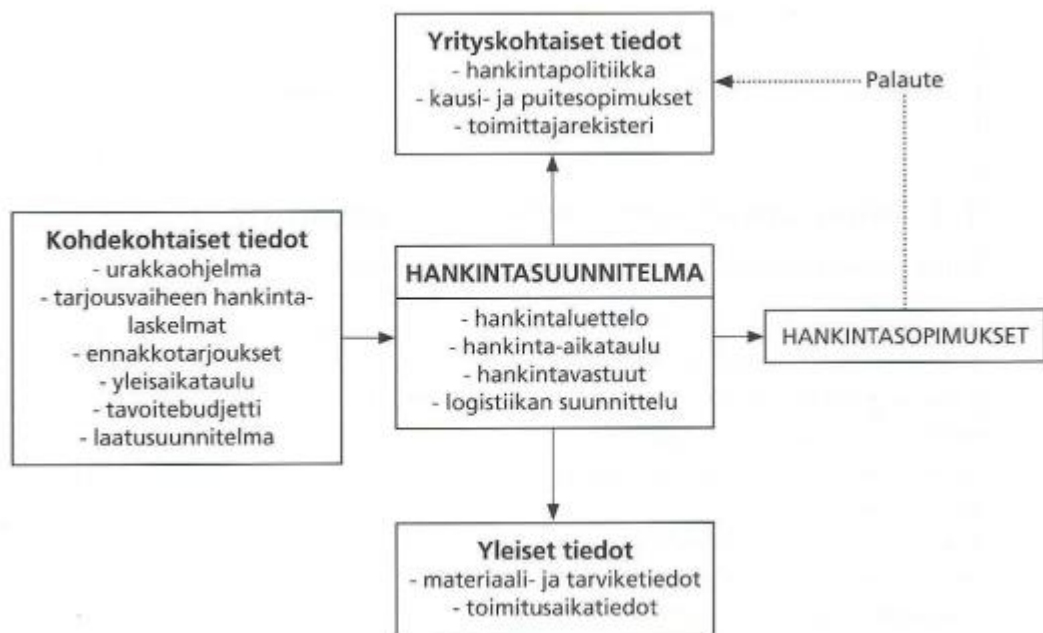 Yrityskohtaiset tiedot
- hankintapolitiikka
- kausi- ja puitesopimukset
- toimittajarekisteri
Palaute
Kohdekohtaiset tiedot
- urakkaohjelma
- tarjousvaiheen hankinta-
laskelmat
- ennakkotarjoukset
- yleisaikataulu
- tavoitebudjetti
- laatusuunnitelma
HANKINTASUUNNITELMA
- hankintaluettelo
- hankinta-aikataulu
- hankintavastuut
- logistiikan suunnittelu
HANKINTASOPIMUKSET
Yleiset tiedot
- materiaali- ja tarviketiedot
- toimitusaikatiedot